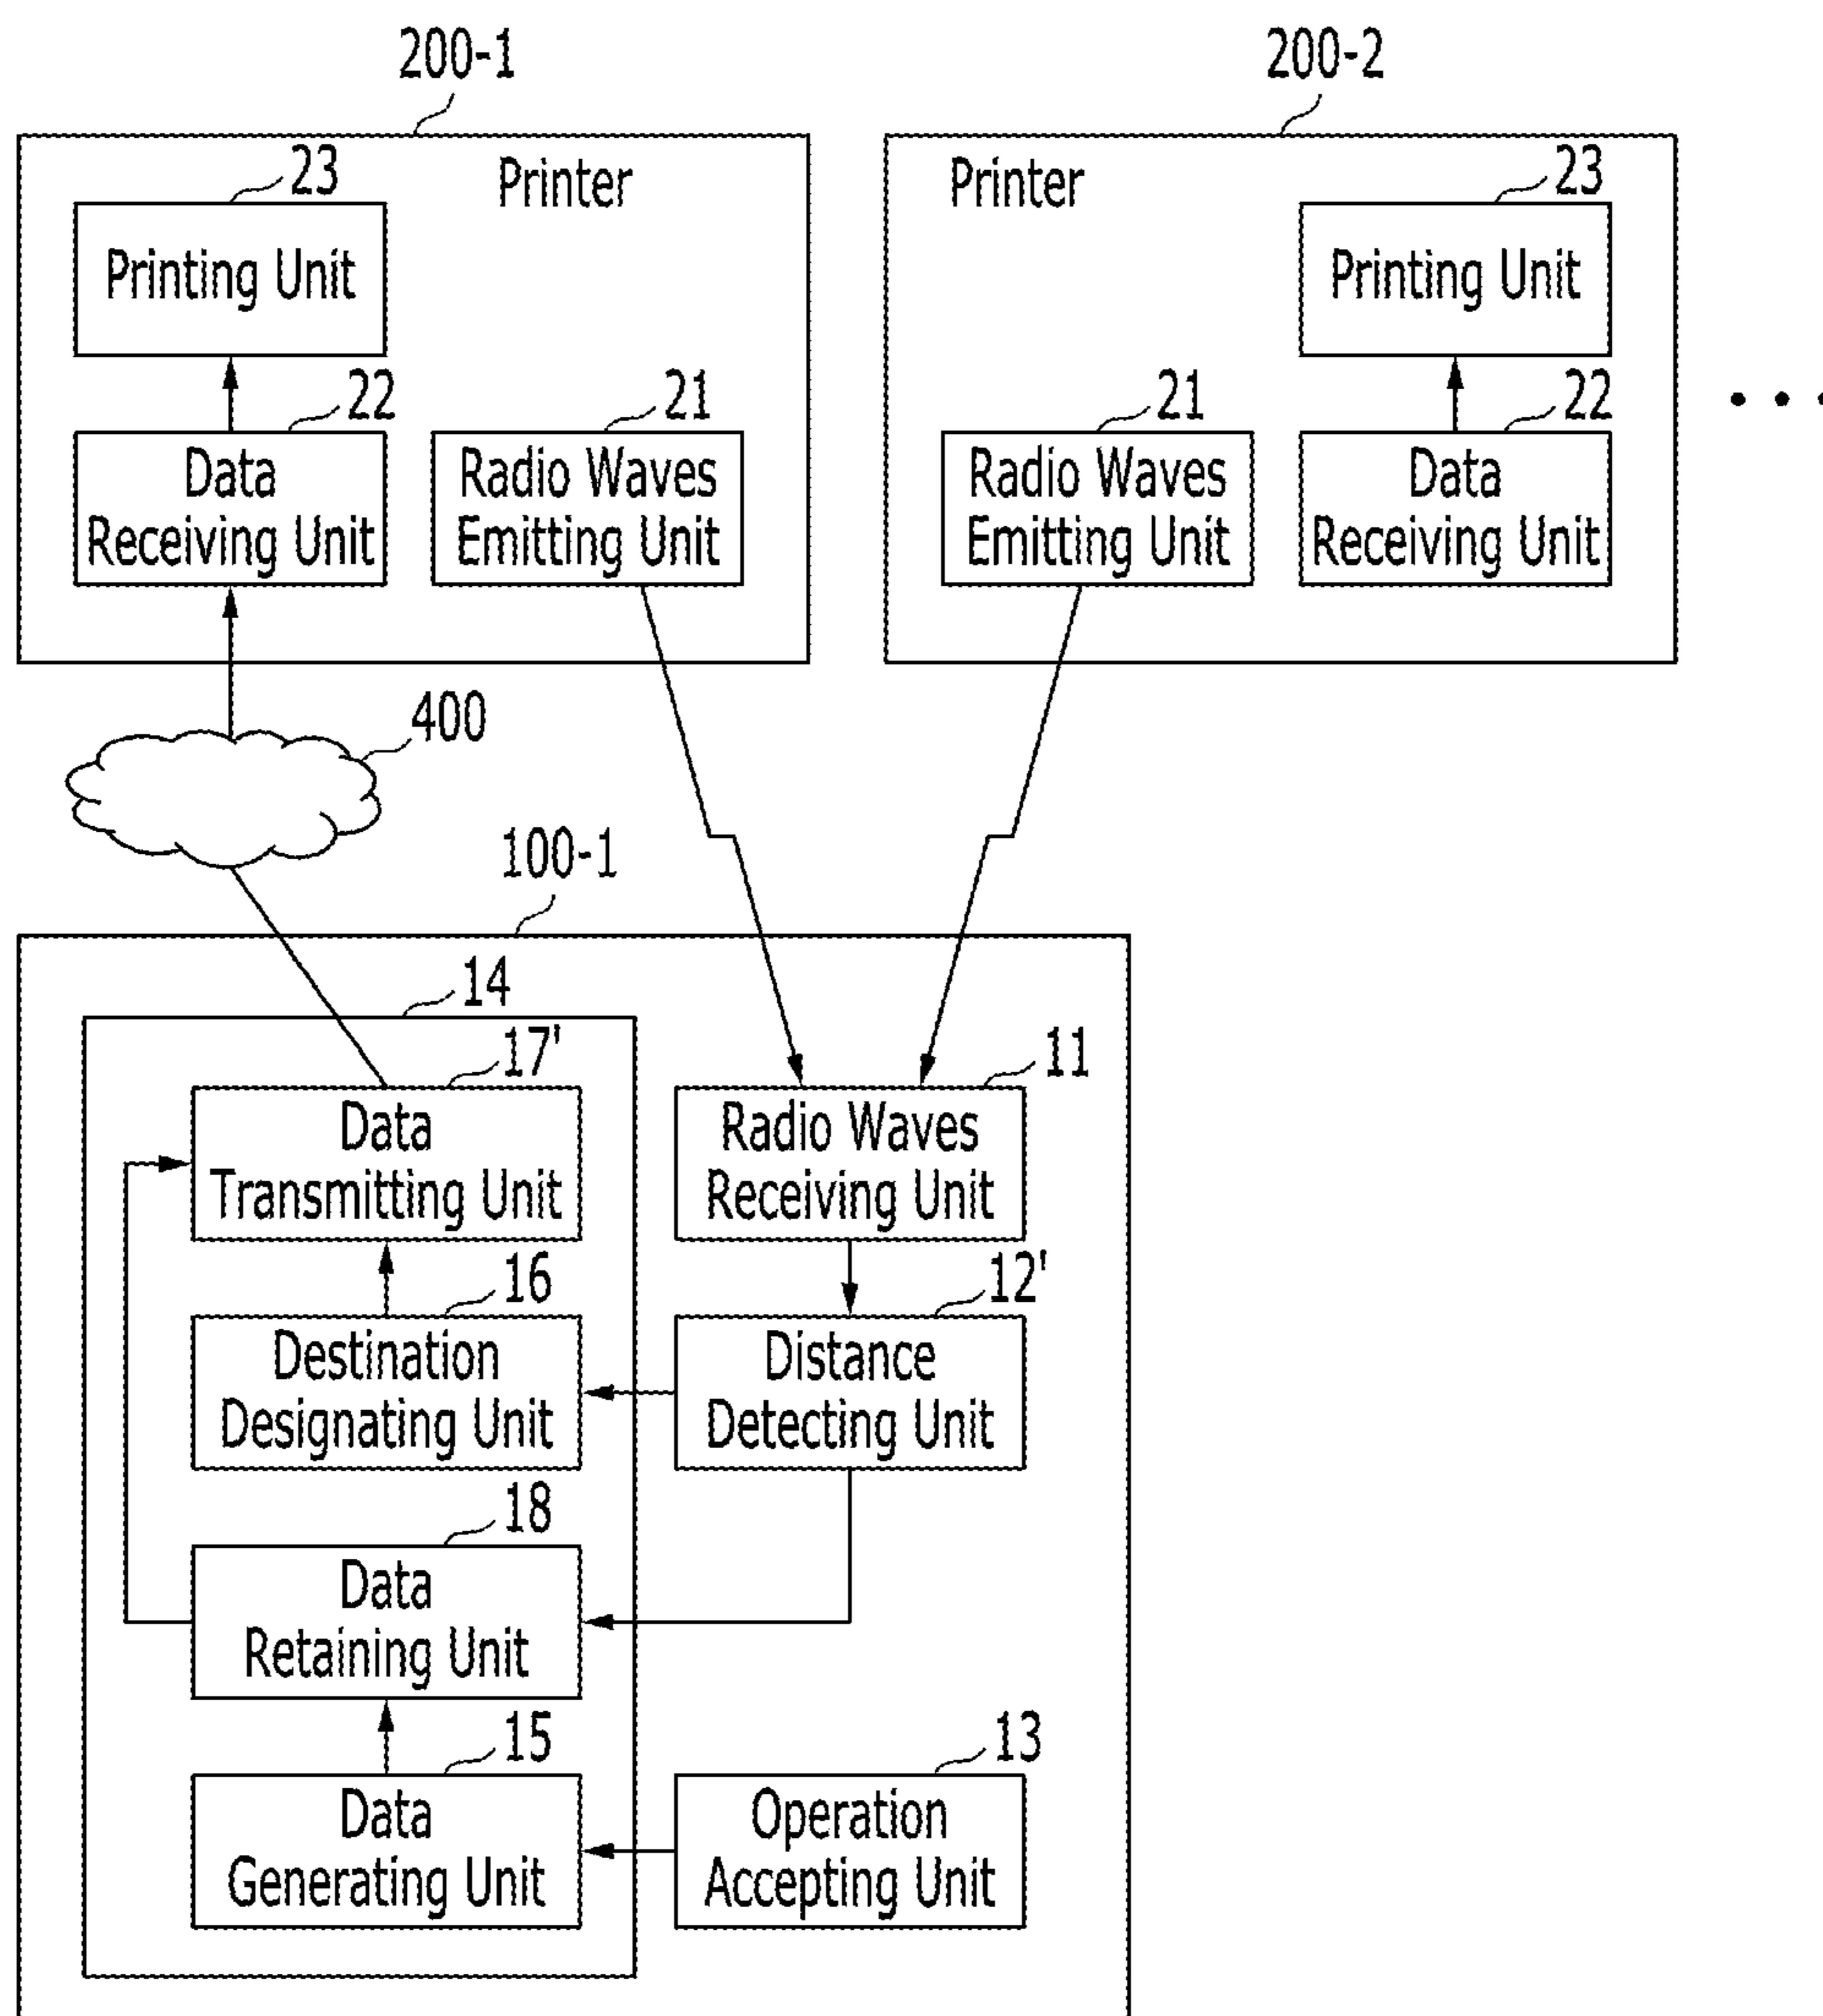 200-1
200-2
23
Printer
Printer
23
Printing Unit
Printing Unit
22
21
21
22
Data
Receiving Unit
Radio Waves
Emitting Unit
Radio Waves
Emitting Unit
Data
Receiving Unit
400
100-1
14
17'
11
Data
Transmitting Unit
Radio Waves
Receiving Unit
16
12'
Destination
Designating Unit
Distance
Detecting Unit
18
Data
Retaining Unit
15
13
Data
Generating Unit
Operation
Accepting Unit